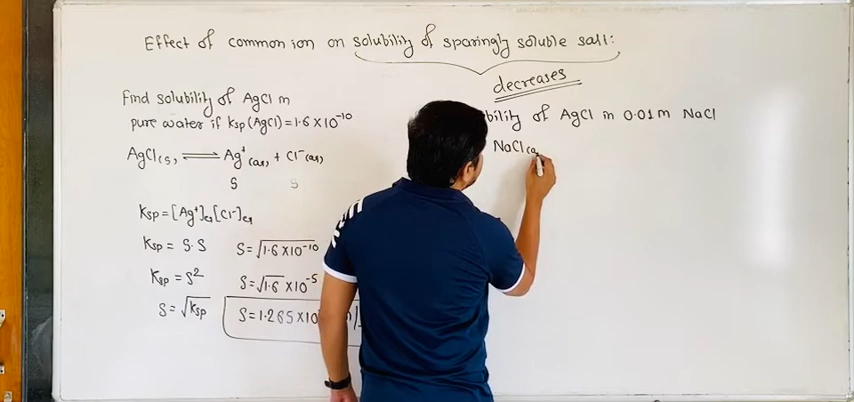 Effect of common ion on solubility of sparingly soluble salt:
decreases
Find solubility of AgCl in
pure water if Ksp (AgCl) = 1.6 X 10⁻¹⁰
AgCl(s) ⇌ Ag⁺(aq) + Cl⁻(aq)
S S
Ksp = [Ag⁺]eq [Cl⁻]eq
Ksp = S.S
Ksp = S²
S = √Ksp
S = √1.6 X 10⁻¹⁰
S = √1.6 X 10⁻⁵
S = 1.265 X 10
bility of AgCl in 0.01 m NaCl
NaCl(a